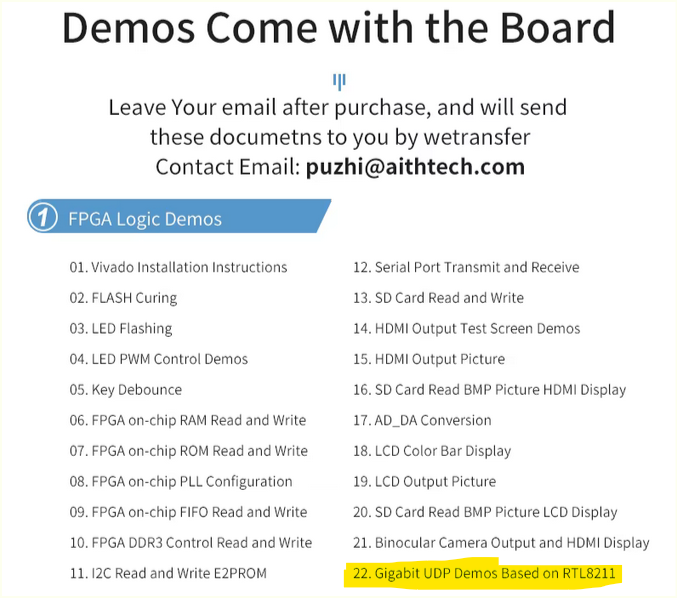 Demos Come with the Board
Leave Your email after purchase, and will send
these documetns to you by wetransfer
Contact Email: puzhi@aithtech.com
1 FPGA Logic Demos
01. Vivado Installation Instructions
02. FLASH Curing
03. LED Flashing
04. LED PWM Control Demos
05. Key Debounce
06. FPGA on-chip RAM Read and Write
07. FPGA on-chip ROM Read and Write
08. FPGA on-chip PLL Configuration
09. FPGA on-chip FIFO Read and Write
10. FPGA DDR3 Control Read and Write
11. I2C Read and Write E2PROM
12. Serial Port Transmit and Receive
13. SD Card Read and Write
14. HDMI Output Test Screen Demos
15. HDMI Output Picture
16. SD Card Read BMP Picture HDMI Display
17. AD_DA Conversion
18. LCD Color Bar Display
19. LCD Output Picture
20. SD Card Read BMP Picture LCD Display
21. Binocular Camera Output and HDMI Display
22. Gigabit UDP Demos Based on RTL8211